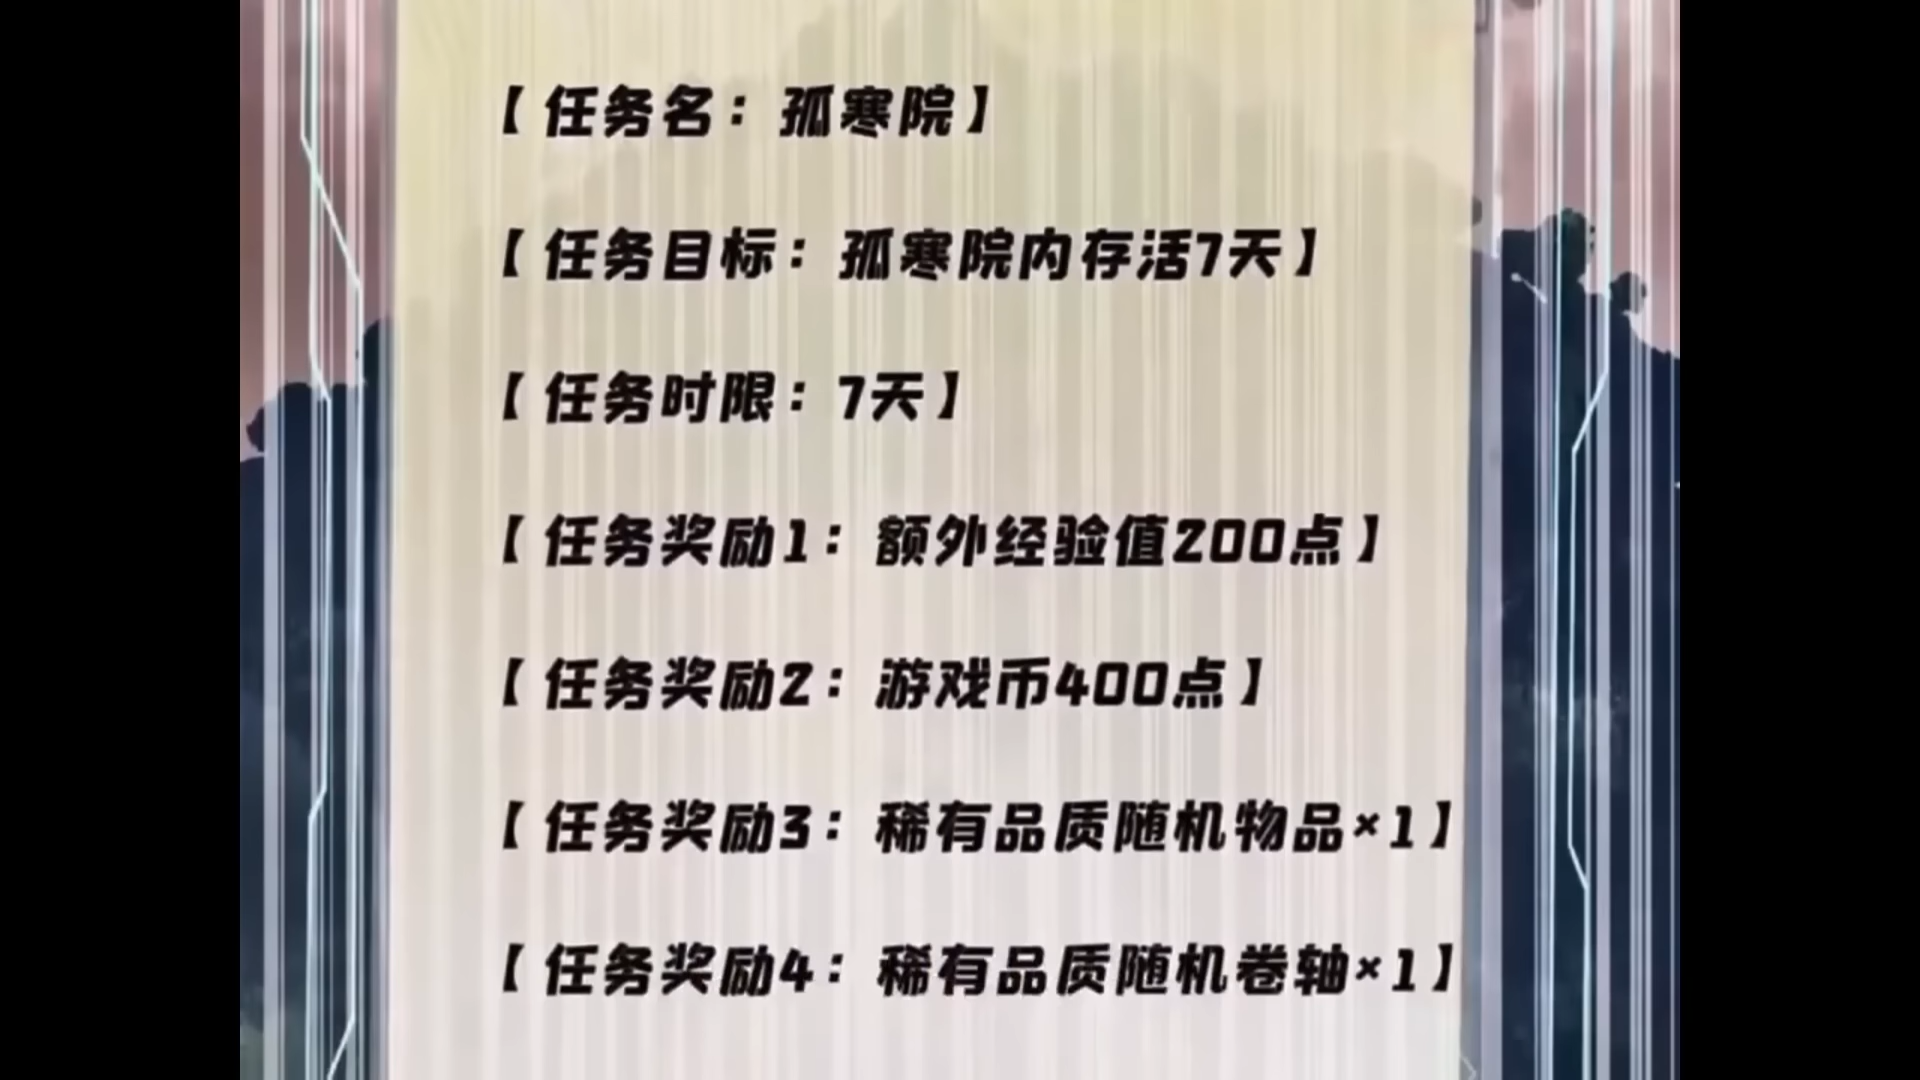 【任务名：孤寒院】
【任务目标：孤寒院内存活7天】
【任务时限：7天】
【任务奖励1：额外经验值200点】
【任务奖励2：游戏币400点】
【任务奖励3：稀有品质随机物品×1】
【任务奖励4：稀有品质随机卷轴×1】